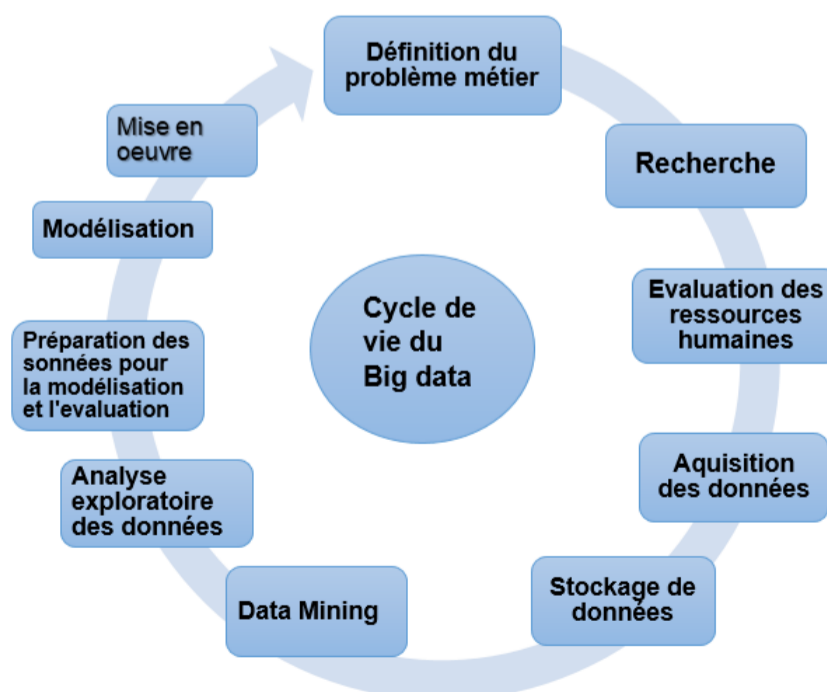 Définition du
problème métier
Recherche
Evaluation des
ressources
humaines
Aquisition
des données
Stockage de
données
Data Mining
Analyse
exploratoire
des données
Préparation des
sonnées pour
la modélisation
et l'evaluation
Modélisation
Mise en
oeuvre
Cycle de
vie du
Big data